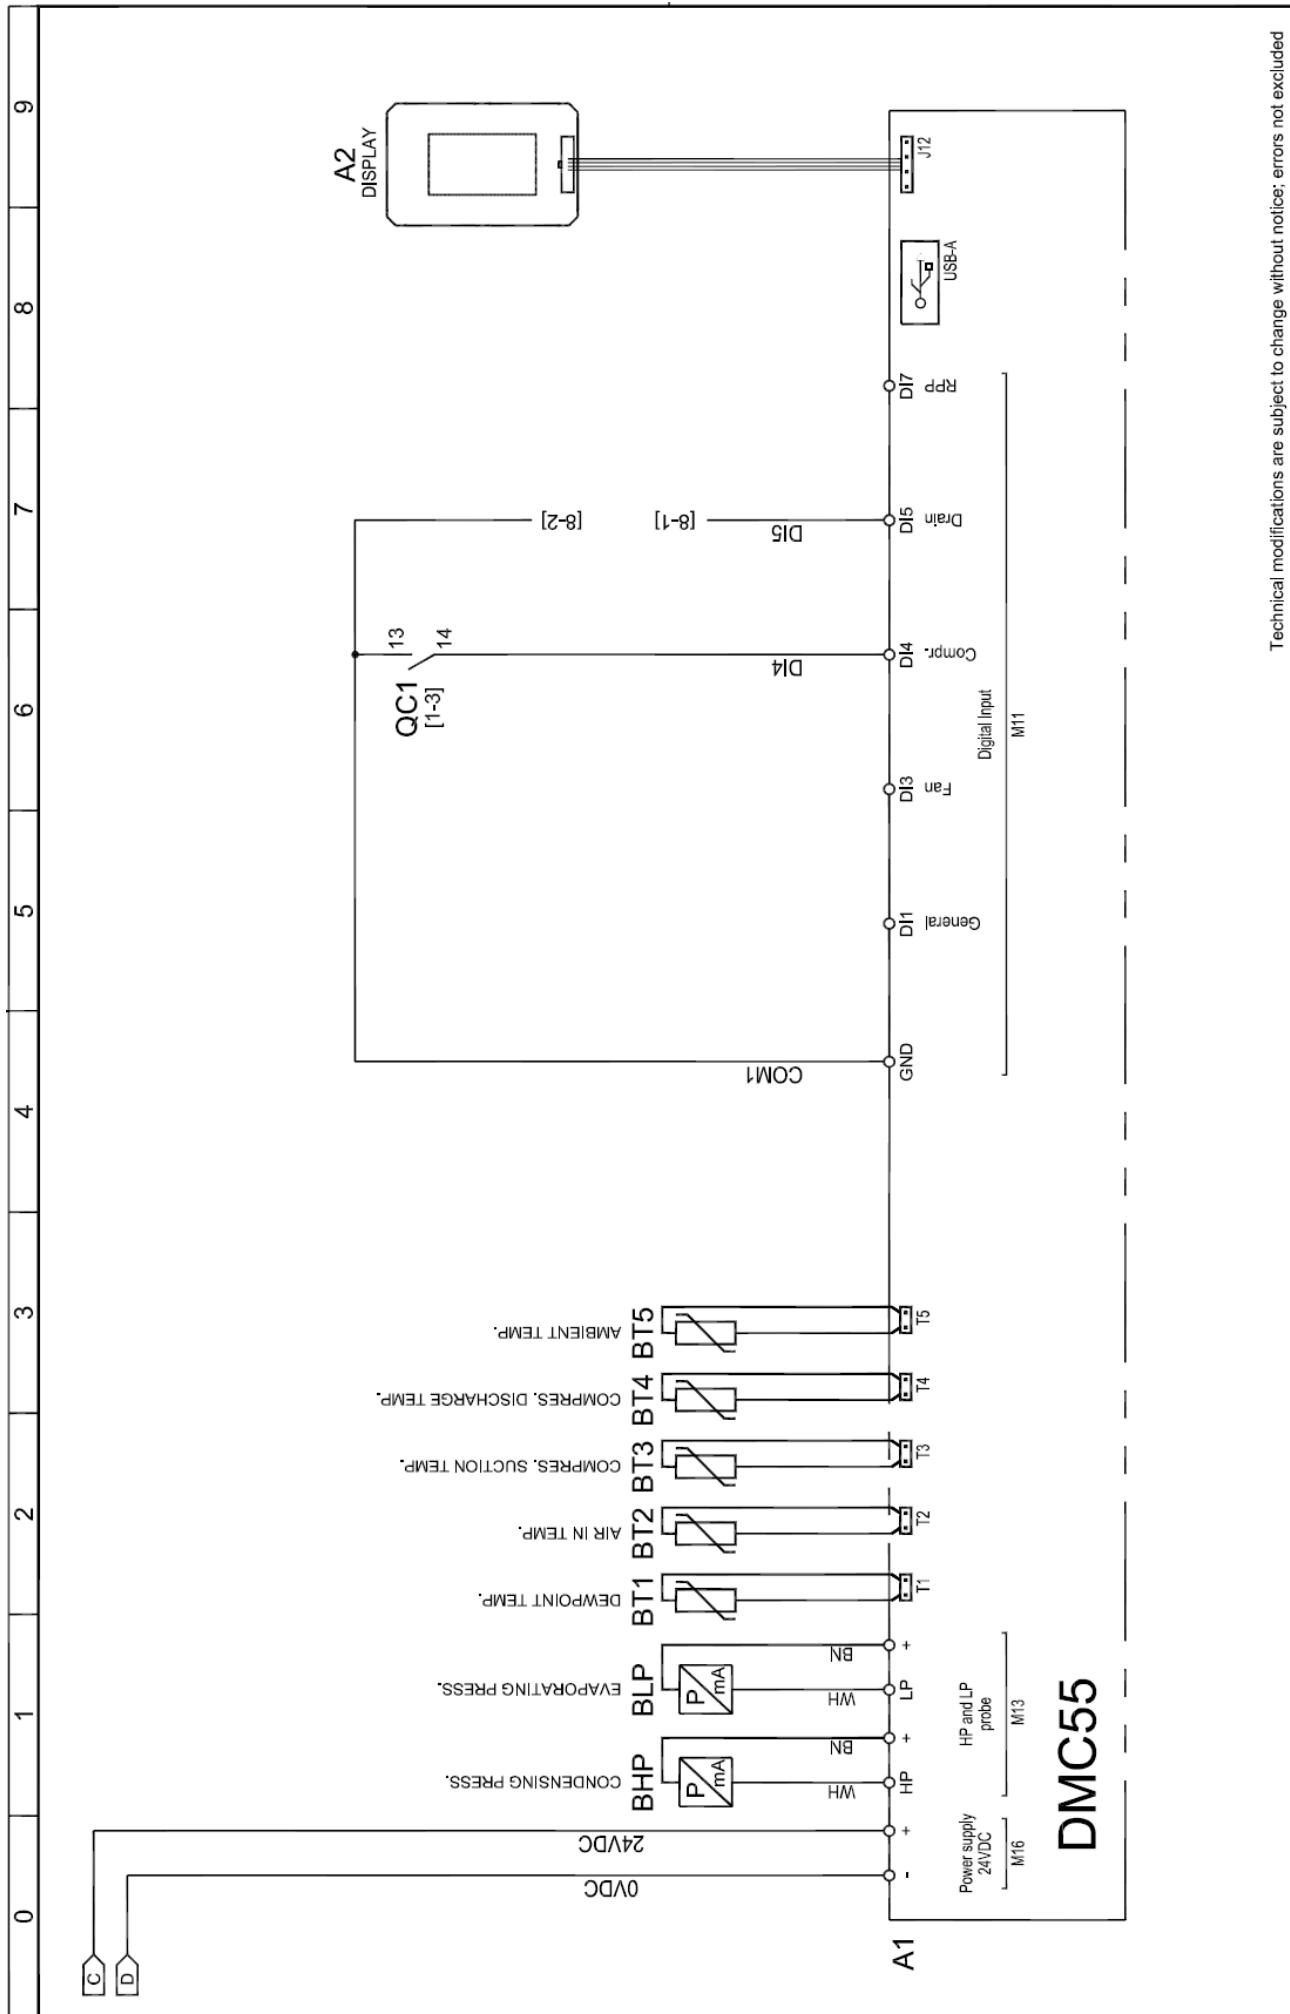 0
1
2
3
4
5
6
7
8
9
C
D
24VDC
0VDC
CONDENSING PRESS.
BHP
P
mA
WH
BN
EVAPORATING PRESS.
BLP
P
mA
WH
BN
DEWPOINT TEMP.
BT1
AIR IN TEMP.
BT2
COMPRES. SUCTION TEMP.
BT3
COMPRES. DISCHARGE TEMP.
BT4
AMBIENT TEMP.
BT5
COM1
QC1
[1-3]
13
14
DI4
[8-2]
[8-1]
DI5
A2
DISPLAY
A1
-
+
HP
+
LP
+
T1
T2
T3
T4
T5
GND
DI1
General
DI3
Fan
DI4
Compr.
DI5
Drain
DI7
RPP
USB-A
J12
Power supply
24VDC
M16
HP and LP
probe
M13
Digital Input
M11
DMC55
Technical modifications are subject to change without notice; errors not excluded